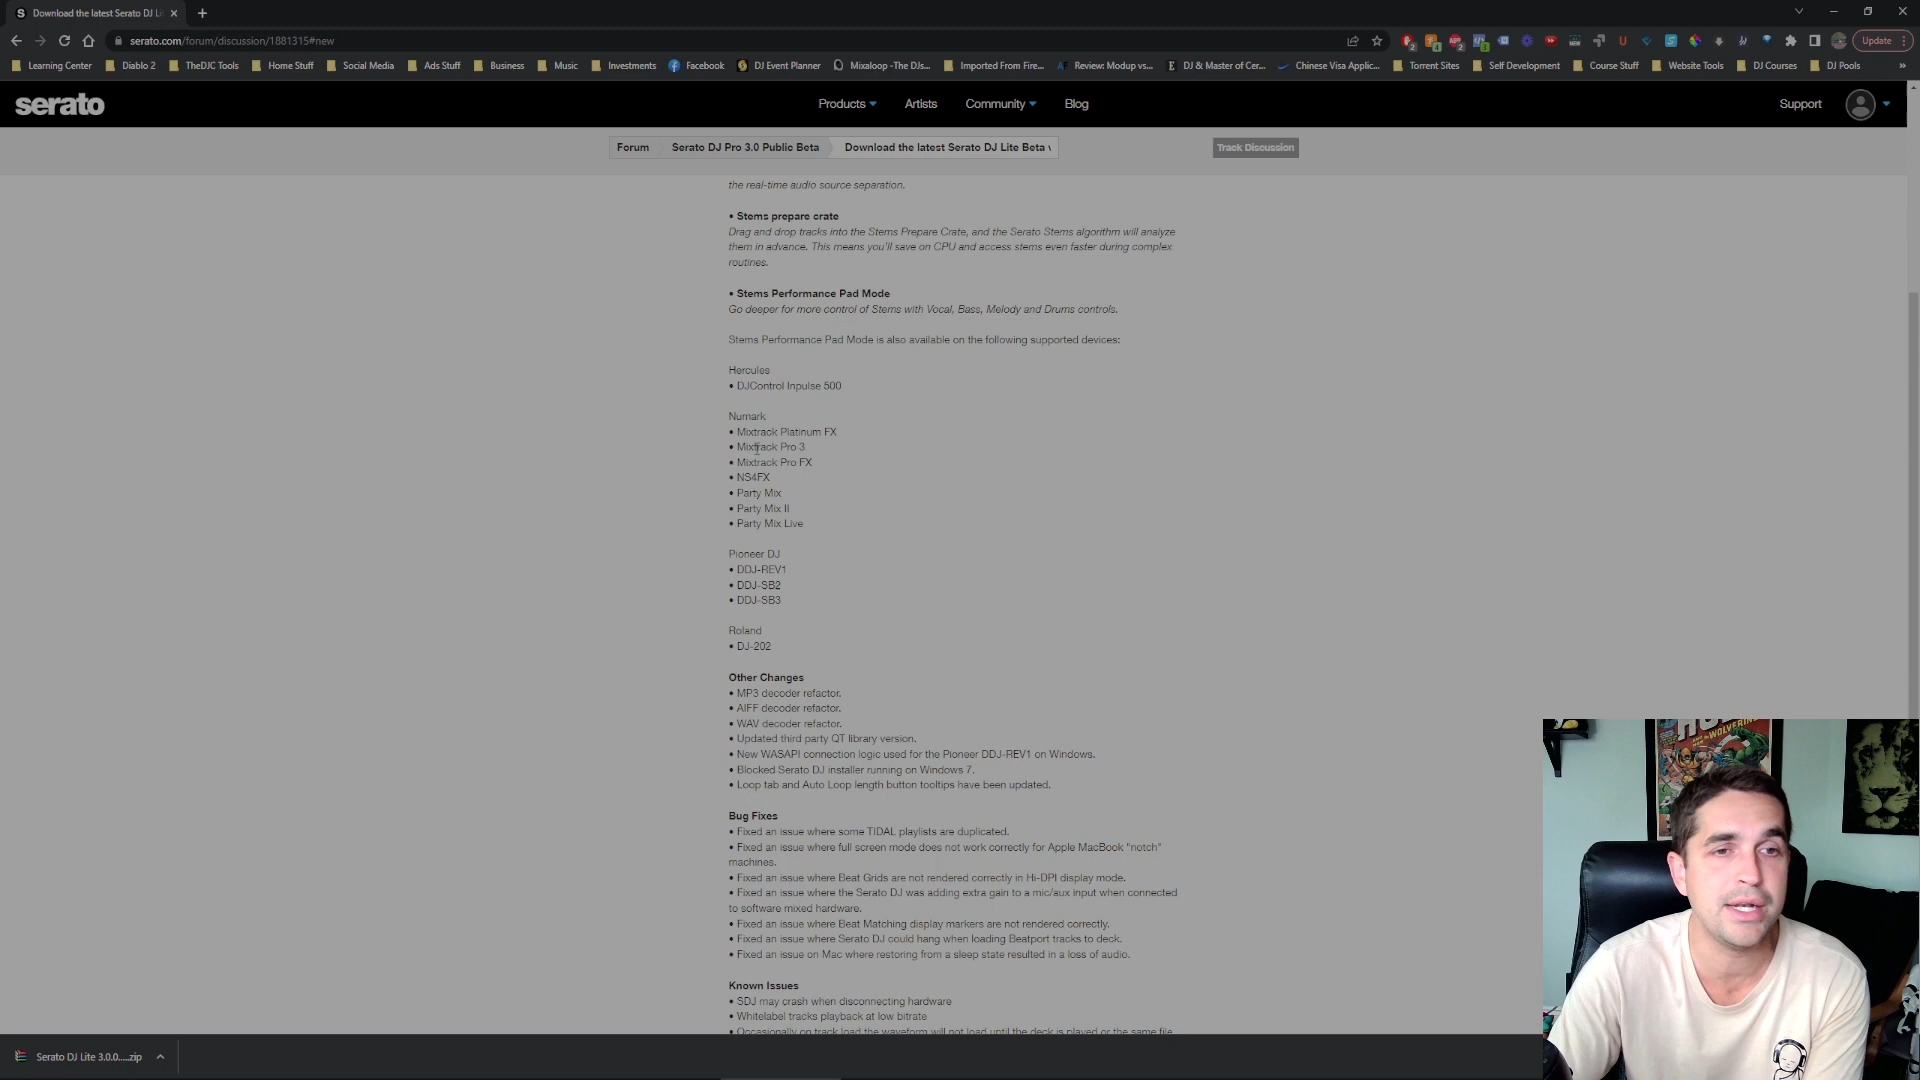 Download the latest Serato DJ Li
serato.com/forum/discussion/1881315#new
Update
Learning Center
Diablo 2
TheDJC Tools
Home Stuff
Social Media
Ads Stuff
Business
Music
Investments
Facebook
DJ Event Planner
Mixaloop -The DJs...
Imported From Fire...
Review: Modup vs...
DJ & Master of Cer...
Chinese Visa Applic...
Torrent Sites
Self Development
Course Stuff
Website Tools
DJ Courses
DJ Pools
serato
Products
Artists
Community
Blog
Support
Forum
Serato DJ Pro 3.0 Public Beta
Download the latest Serato DJ Lite Beta
Track Discussion
the real-time audio source separation.
• Stems prepare crate
Drag and drop tracks into the Stems Prepare Crate, and the Serato Stems algorithm will analyze
them in advance. This means you'll save on CPU and access stems even faster during complex
routines.
• Stems Performance Pad Mode
Go deeper for more control of Stems with Vocal, Bass, Melody and Drums controls.
Stems Performance Pad Mode is also available on the following supported devices:
Hercules
• DJControl Inpulse 500
Numark
• Mixtrack Platinum FX
• Mixtrack Pro 3
• Mixtrack Pro FX
• NS4FX
• Party Mix
• Party Mix II
• Party Mix Live
Pioneer DJ
• DDJ-REV1
• DDJ-SB2
• DDJ-SB3
Roland
• DJ-202
Other Changes
• MP3 decoder refactor.
• AIFF decoder refactor.
• WAV decoder refactor.
• Updated third party QT library version.
• New WASAPI connection logic used for the Pioneer DDJ-REV1 on Windows.
• Blocked Serato DJ installer running on Windows 7.
• Loop tab and Auto Loop length button tooltips have been updated.
Bug Fixes
• Fixed an issue where some TIDAL playlists are duplicated.
• Fixed an issue where full screen mode does not work correctly for Apple MacBook "notch"
machines.
• Fixed an issue where Beat Grids are not rendered correctly in Hi-DPI display mode.
• Fixed an issue where the Serato DJ was adding extra gain to a mic/aux input when connected
to software mixed hardware.
• Fixed an issue where Beat Matching display markers are not rendered correctly.
• Fixed an issue where Serato DJ could hang when loading Beatport tracks to deck.
• Fixed an issue on Mac where restoring from a sleep state resulted in a loss of audio.
Known Issues
• SDJ may crash when disconnecting hardware
• Whitelabel tracks playback at low bitrate
• Occasionally on track load the waveform will not load until the deck is played or the same file
WOLVERINE
Serato DJ Lite 3.0.0....zip